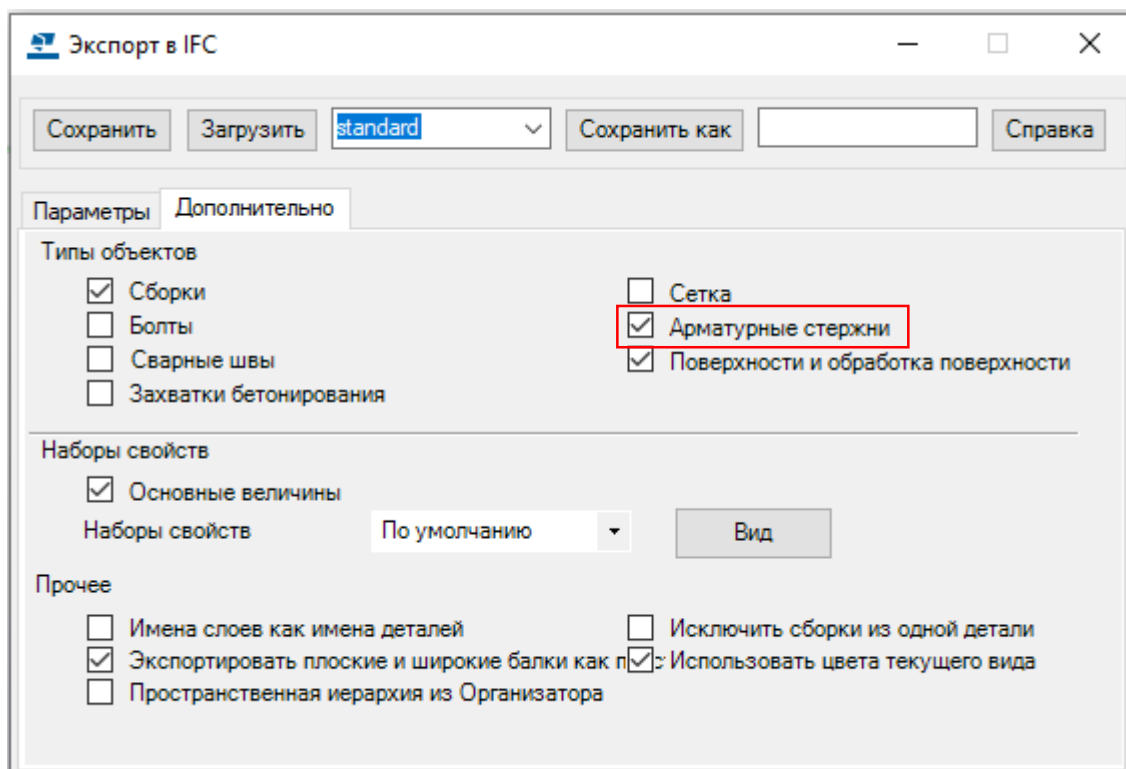 Экспорт в IFC
Сохранить Загрузить standard Сохранить как Справка
Параметры Дополнительно
Типы объектов
Сборки Сетка
Болты Арматурные стержни
Сварные швы Поверхности и обработка поверхности
Захватки бетонирования
Наборы свойств
Основные величины
Наборы свойств По умолчанию Вид
Прочее
Имена слоев как имена деталей Исключить сборки из одной детали
Экспортировать плоские и широкие балки как Использовать цвета текущего вида
Пространственная иерархия из Организатора